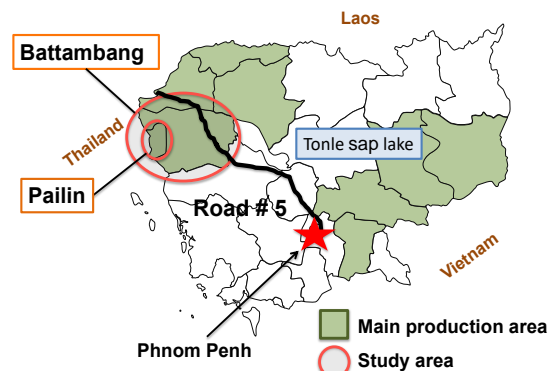 Laos
Battambang
Thailand
Tonle sap lake
Pailin
Road # 5
Vietnam
Main production area
Phnom Penh
Study area